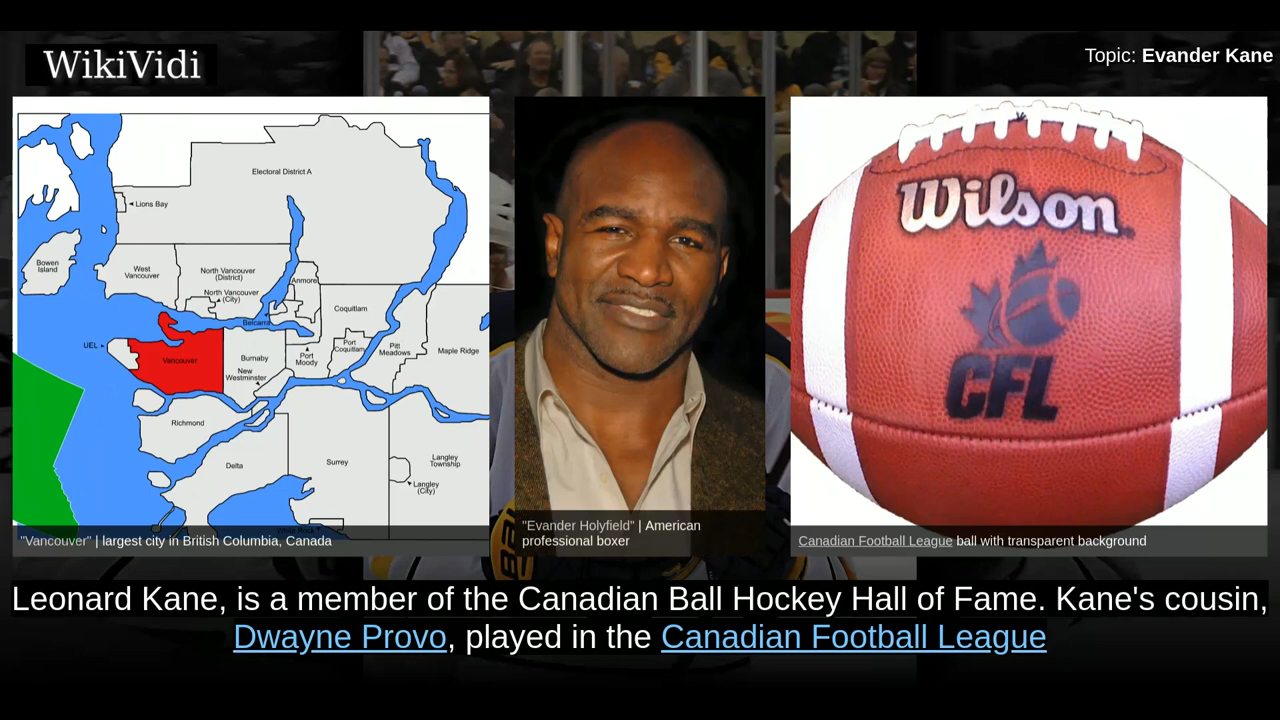 WikiVidi
Topic: Evander Kane
Electoral District A
Lions Bay
Bowen
Island
West
Vancouver
North Vancouver
(District)
North Vancouver
(City)
Anmore
Belcarra
Coquitlam
UEL
Vancouver
Burnaby
Port
Moody
Port
Coquitlam
Pitt
Meadows
Maple Ridge
New
Westminster
Richmond
Delta
Surrey
Langley
Township
Langley
(City)
White Rock
Wilson
CFL
"Vancouver" | largest city in British Columbia, Canada
"Evander Holyfield" | American
professional boxer
Canadian Football League ball with transparent background
Leonard Kane, is a member of the Canadian Ball Hockey Hall of Fame. Kane's cousin,
Dwayne Provo, played in the Canadian Football League